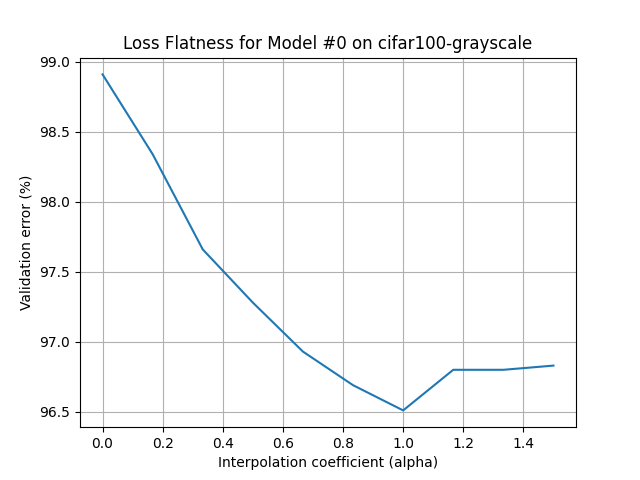 Loss Flatness for Model #0 on cifar100-grayscale
99.0
98.5
98.0
97.5
97.0
96.5
Validation error (%)
0.0 0.2 0.4 0.6 0.8 1.0 1.2 1.4
Interpolation coefficient (alpha)